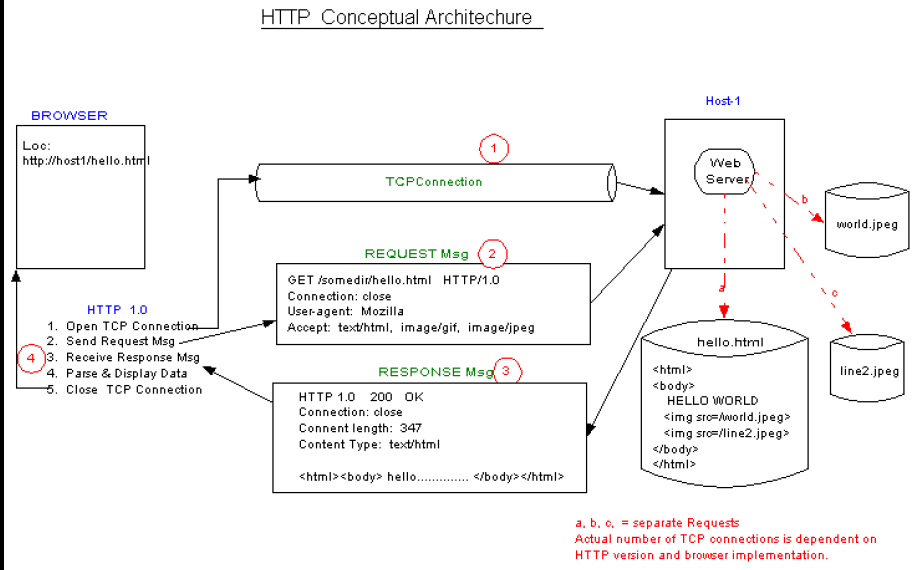 HTTP Conceptual Architechure
BROWSER
Loc:
http://host1/hello.html
Host-1
1
TCPConnection
Web
Server
b
world.jpeg
REQUEST Msg
2
GET /somedir/hello.html HTTP/1.0
Connection: close
User-agent: Mozilla
Accept: text/html, image/gif, image/jpeg
a
c
HTTP 1.0
1. Open TCP Connection
2. Send Request Msg
3. Receive Response Msg
4. Parse & Display Data
5. Close TCP Connection
4
RESPONSE Msg
3
HTTP 1.0 200 OK
Connection: close
Connent length: 347
Content Type: text/html
<html><body> hello.............. </body></html>
hello.html
<html>
<body>
HELLO WORLD
<img src=/world.jpeg>
<img src=/line2.jpeg>
</body>
</html>
line2.jpeg
a, b, c, = separate Requests
Actual number of TCP connections is dependent on
HTTP version and browser implementation.